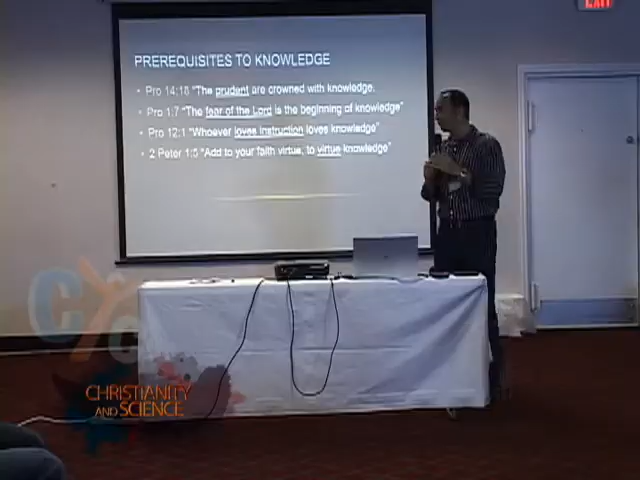 EXIT
PREREQUISITES TO KNOWLEDGE
• Pro 14:18 "The prudent are crowned with knowledge.
• Pro 1:7 "The fear of the Lord is the beginning of knowledge"
• Pro 12:1 "Whoever loves instruction loves knowledge"
• 2 Peter 1:5 "Add to your faith virtue, to virtue knowledge"
CYC
CHRISTIANITY
AND SCIENCE